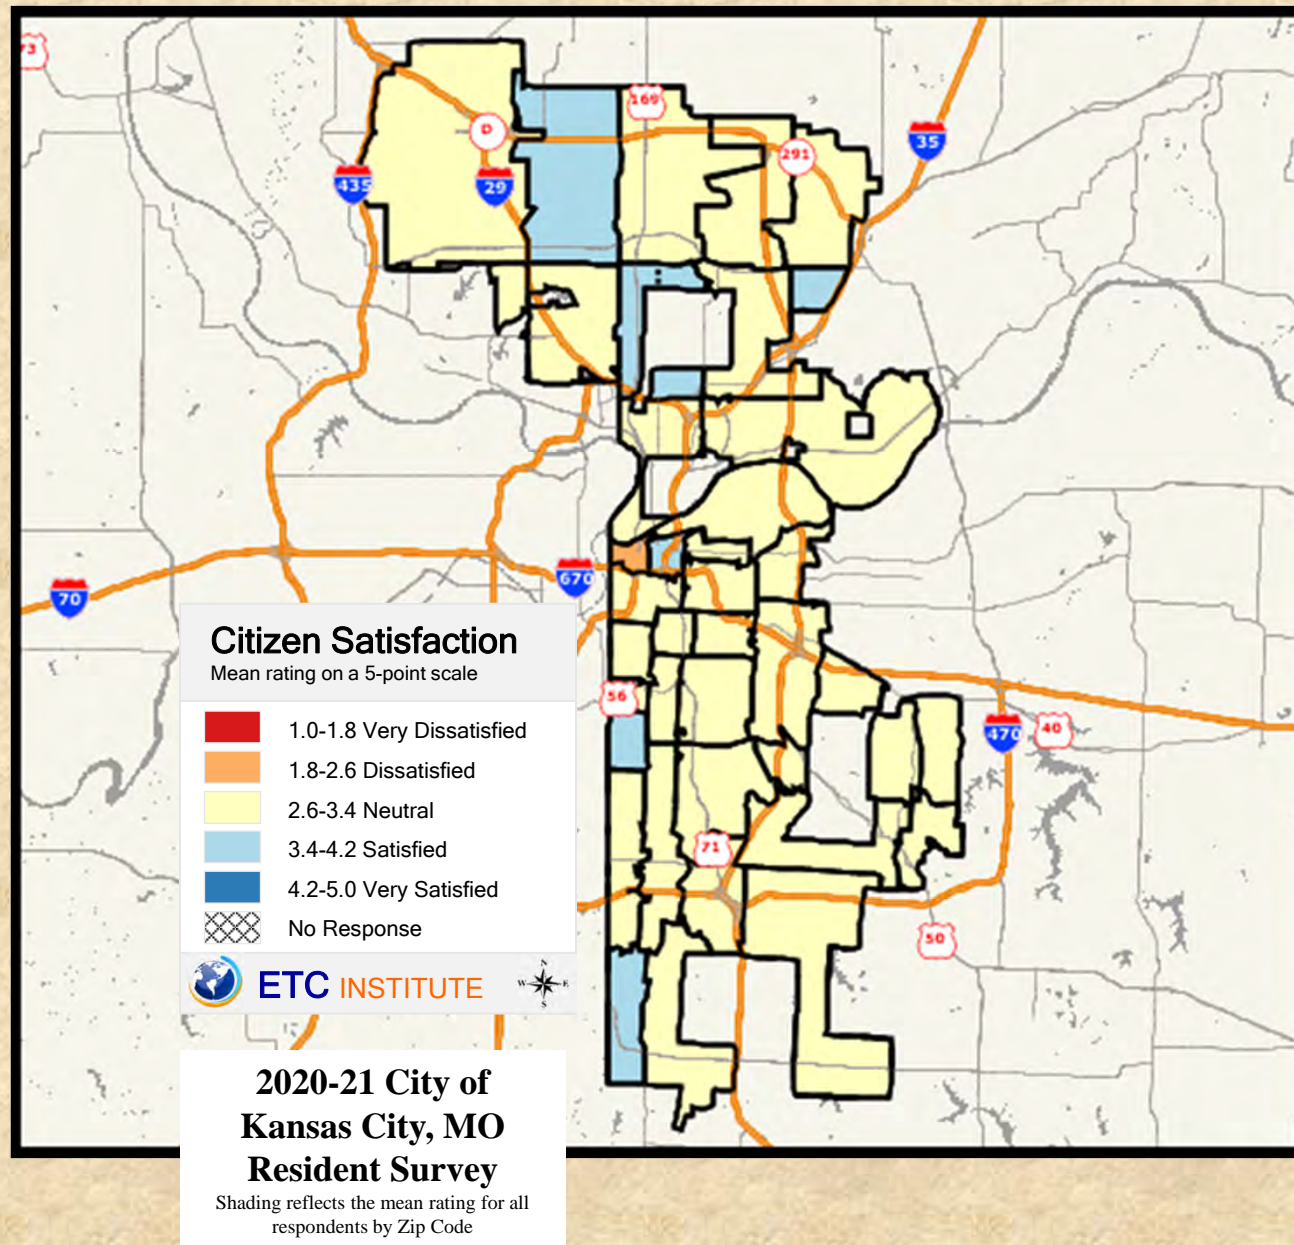 73
169
D
291
35
435
29
670
70
Citizen Satisfaction
Mean rating on a 5-point scale
56
1.0-1.8 Very Dissatisfied
470
40
1.8-2.6 Dissatisfied
2.6-3.4 Neutral
71
3.4-4.2 Satisfied
4.2-5.0 Very Satisfied
No Response
50
ETC INSTITUTE
N
W E
S
2020-21 City of
Kansas City, MO
Resident Survey
Shading reflects the mean rating for all
respondents by Zip Code